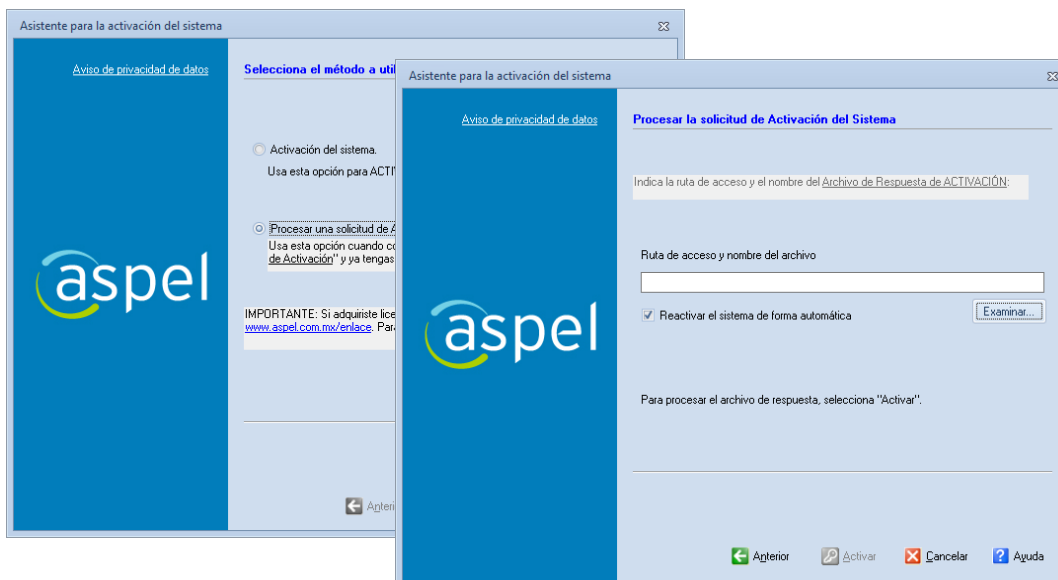 Asistente para la activación del sistema
Aviso de privacidad de datos
Selecciona el método a
Activación del sistema.
Usa esta opción para
Procesar una solicitud de
Usa esta opción cuando
de Activación" y ya tengas
IMPORTANTE: Si adquiriste
www.aspel.com.mx/enlace. Para
aspel
Asistente para la activación del sistema
Aviso de privacidad de datos
Procesar la solicitud de Activación del Sistema
Indica la ruta de acceso y el nombre del Archivo de Respuesta de ACTIVACIÓN:
Ruta de acceso y nombre del archivo
Reactivar el sistema de forma automática
Examinar...
aspel
Para procesar el archivo de respuesta, selecciona "Activar".
Anterior Activar Cancelar Ayuda